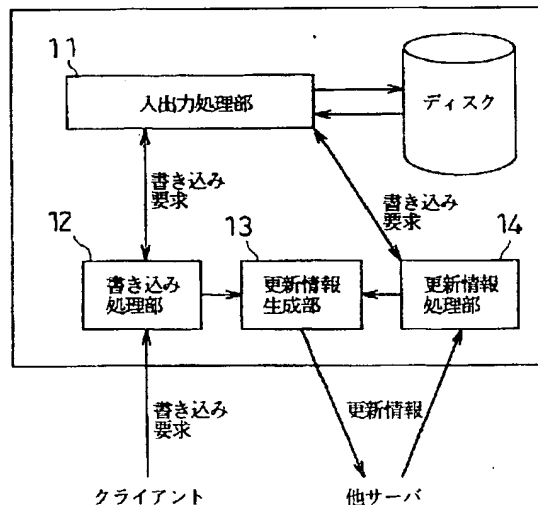 11
入出力処理部
ディスク
書き込み
要求
書き込み
要求
12
書き込み
処理部
13
更新情報
生成部
14
更新情報
処理部
書き込み
要求
更新情報
クライアント
他サーバ